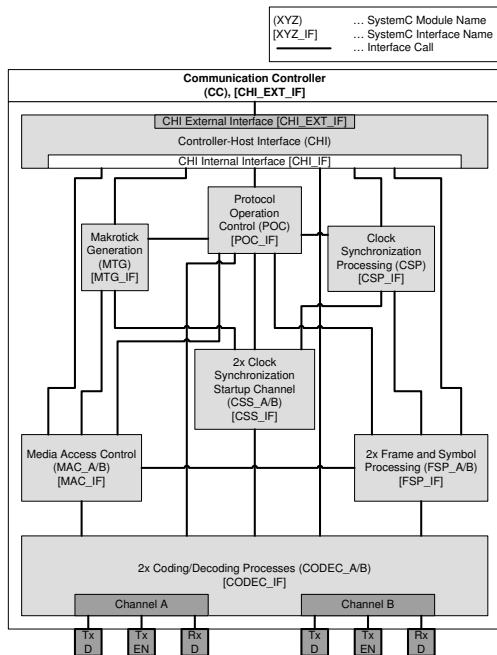 (XYZ) … SystemC Module Name
[XYZ_IF] … SystemC Interface Name
… Interface Call
Communication Controller
(CC), [CHI_EXT_IF]
CHI External Interface [CHI_EXT_IF]
Controller-Host Interface (CHI)
CHI Internal Interface [CHI_IF]
Protocol
Operation
Control (POC)
[POC_IF]
Makrotick
Generation
(MTG)
[MTG_IF]
Clock
Synchronization
Processing (CSP)
[CSP_IF]
2x Clock
Synchronization
Startup Channel
(CSS_A/B)
[CSS_IF]
Media Access Control
(MAC_A/B)
[MAC_IF]
2x Frame and Symbol
Processing (FSP_A/B)
[FSP_IF]
2x Coding/Decoding Processes (CODEC_A/B)
[CODEC_IF]
Channel A
Channel B
Tx
D
Tx
EN
Rx
D
Tx
D
Tx
EN
Rx
D